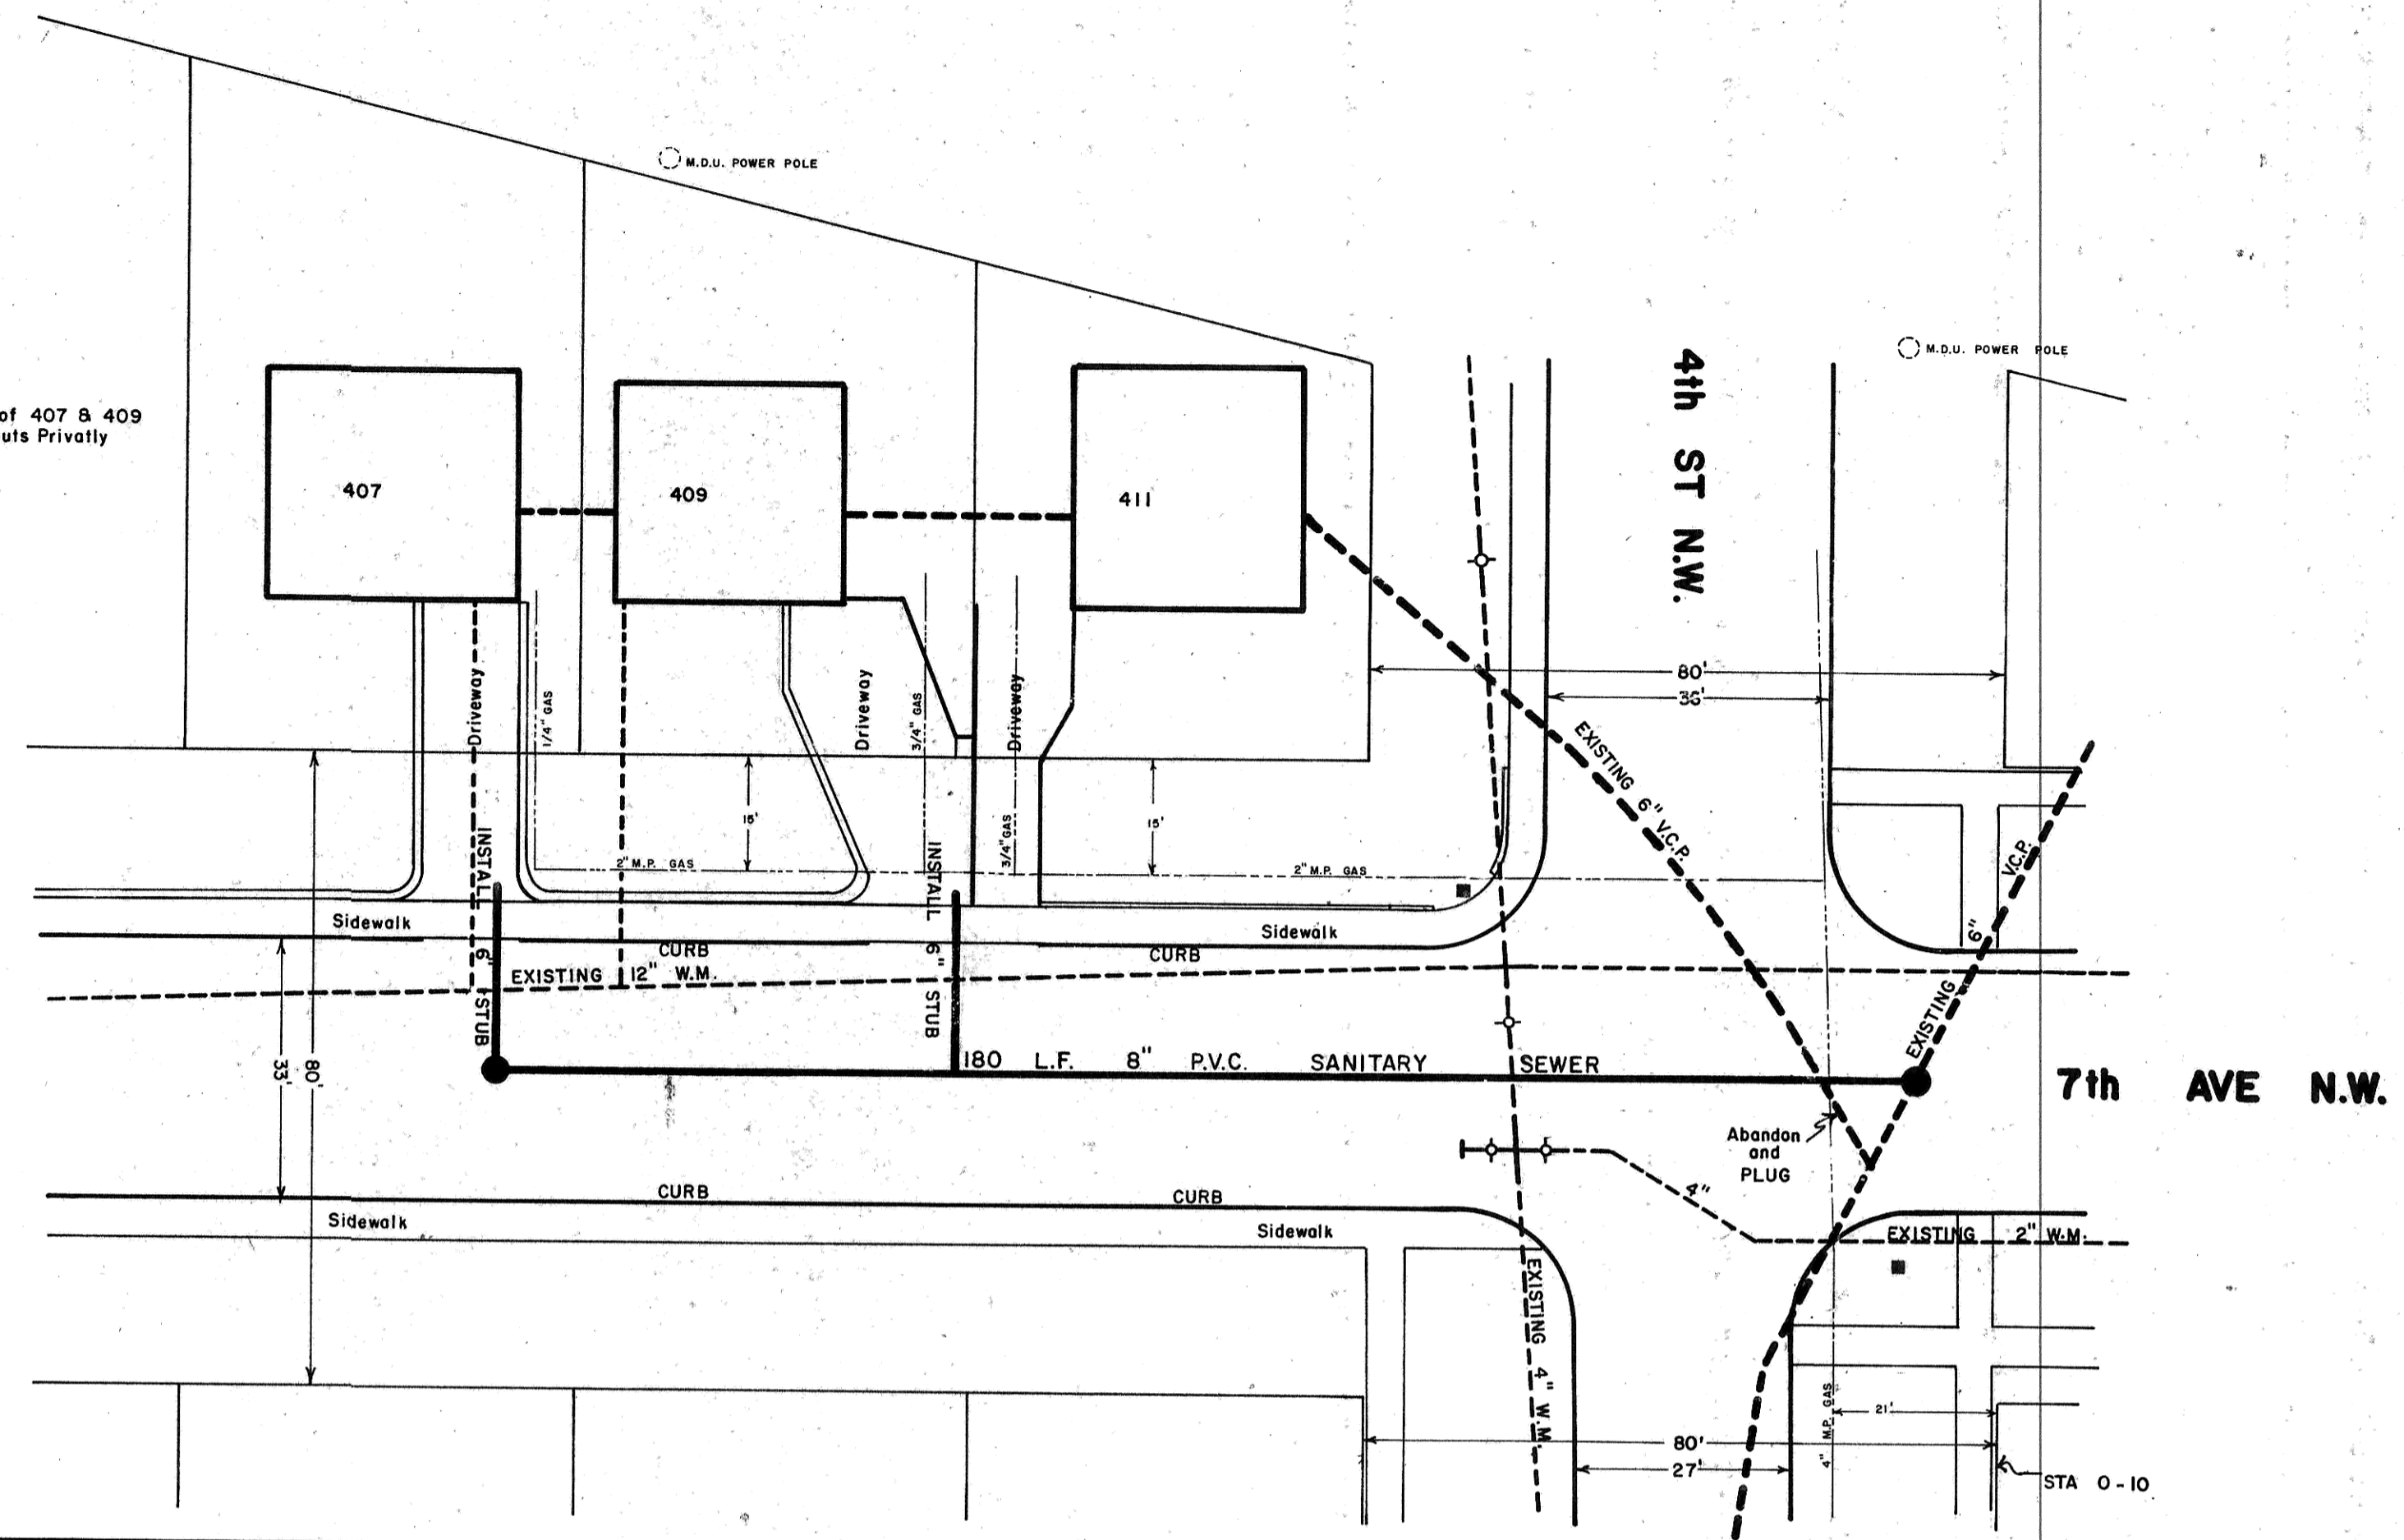 M.D.U. POWER POLE
4th ST N.W.
M.D.U. POWER POLE
of 407 & 409
uts Privatly
407
409
411
Driveway
1/4" GAS
Driveway
3/4" GAS
Driveway
3/4" GAS
80'
36'
EXISTING 6" V.C.P.
15'
15'
2" M.P. GAS
2" M.P. GAS
INSTALL 6" STUB
INSTALL 6" STUB
Sidewalk
Sidewalk
CURB
CURB
EXISTING 12" W.M.
EXISTING 6" V.C.P.
33'
80'
180 L.F. 8" P.V.C. SANITARY SEWER
7th AVE N.W.
Abandon
and
PLUG
4"
CURB
CURB
Sidewalk
Sidewalk
EXISTING 2" W.M.
EXISTING 4" W.M.
4" M.P. GAS
21'
80'
27'
STA 0-10